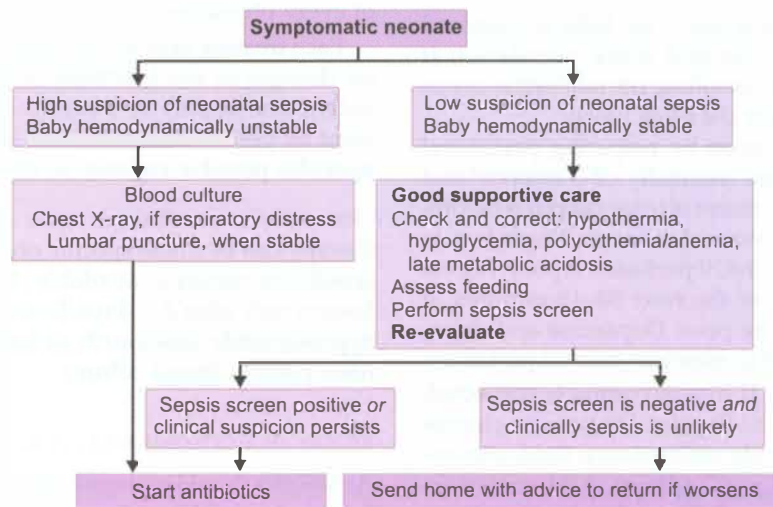 Symptomatic neonate
High suspicion of neonatal sepsis
Baby hemodynamically unstable
Low suspicion of neonatal sepsis
Baby hemodynamically stable
Blood culture
Chest X-ray, if respiratory distress
Lumbar puncture, when stable
Good supportive care
Check and correct: hypothermia,
hypoglycemia, polycythemia/anemia,
late metabolic acidosis
Assess feeding
Perform sepsis screen
Re-evaluate
Sepsis screen positive or
clinical suspicion persists
Sepsis screen is negative and
clinically sepsis is unlikely
Start antibiotics
Send home with advice to return if worsens